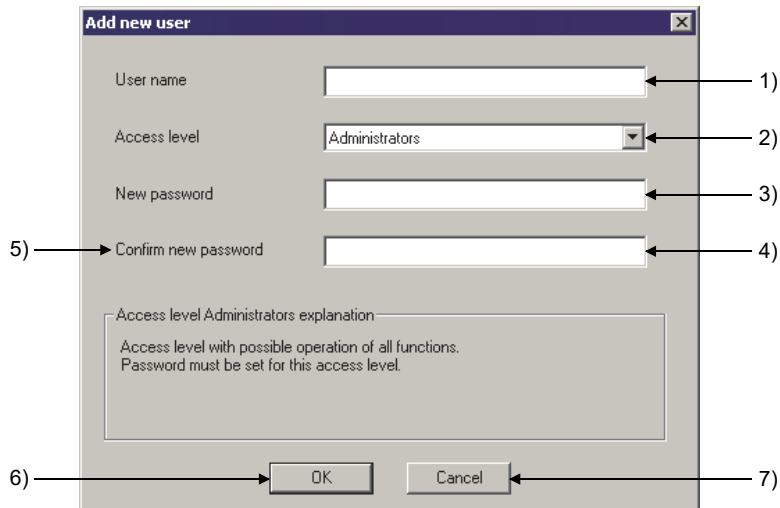 Add new user
User name
1)
Access level
Administrators
2)
New password
3)
5)
Confirm new password
4)
Access level Administrators explanation
Access level with possible operation of all functions.
Password must be set for this access level.
6)
OK
Cancel
7)